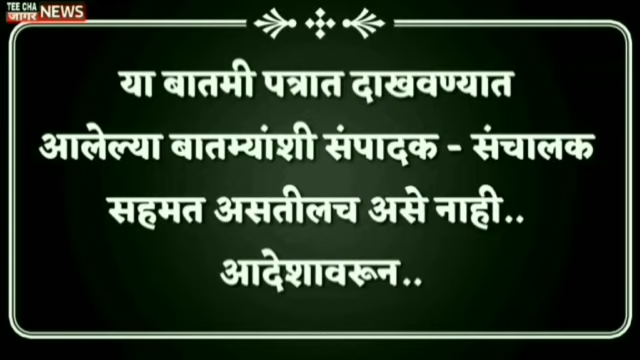 TEE CHA
जागर NEWS
या बातमी पत्रात दाखवण्यात
आलेल्या बातम्यांशी संपादक - संचालक
सहमत असतीलच असे नाही..
आदेशावरून..